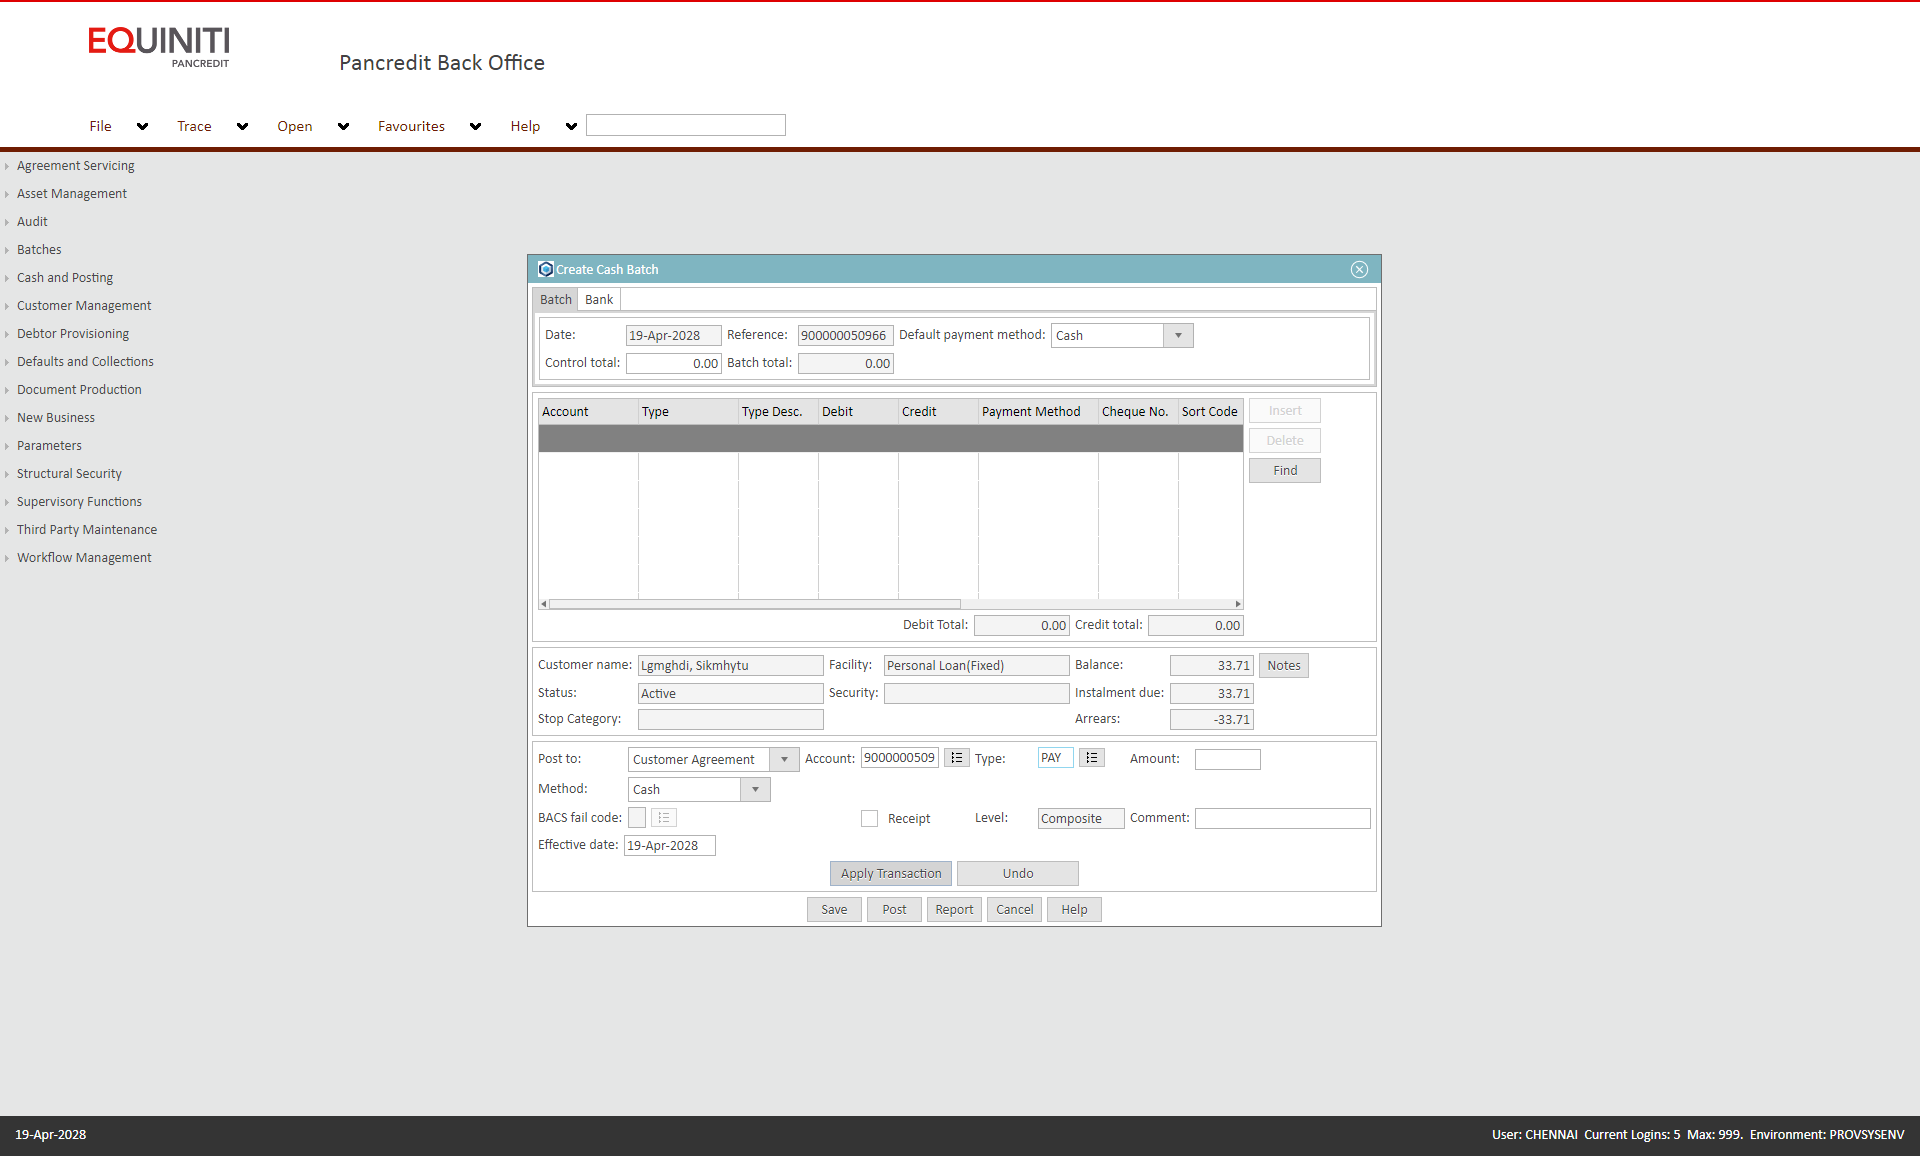 EQUINITI
PANCREDIT
Pancredit Back Office
File Trace Open Favourites Help
Agreement Servicing
Asset Management
Audit
Batches
Cash and Posting
Customer Management
Debtor Provisioning
Defaults and Collections
Document Production
New Business
Parameters
Structural Security
Supervisory Functions
Third Party Maintenance
Workflow Management
Create Cash Batch
Batch Bank
Date: 19-Apr-2028 Reference: 900000050966 Default payment method: Cash
Control total: 0.00 Batch total: 0.00
Account Type Type Desc. Debit Credit Payment Method Cheque No. Sort Code
Insert
Delete
Find
Debit Total: 0.00 Credit total: 0.00
Customer name: Lgmghdi, Sikmhytu Facility: Personal Loan(Fixed) Balance: 33.71 Notes
Status: Active Security: Instalment due: 33.71
Stop Category: Arrears: -33.71
Post to: Customer Agreement Account: 9000000509 Type: PAY Amount:
Method: Cash
BACS fail code: Receipt Level: Composite Comment:
Effective date: 19-Apr-2028
Apply Transaction Undo
Save Post Report Cancel Help
19-Apr-2028 User: CHENNAI Current Logins: 5 Max: 999. Environment: PROVSYSENV